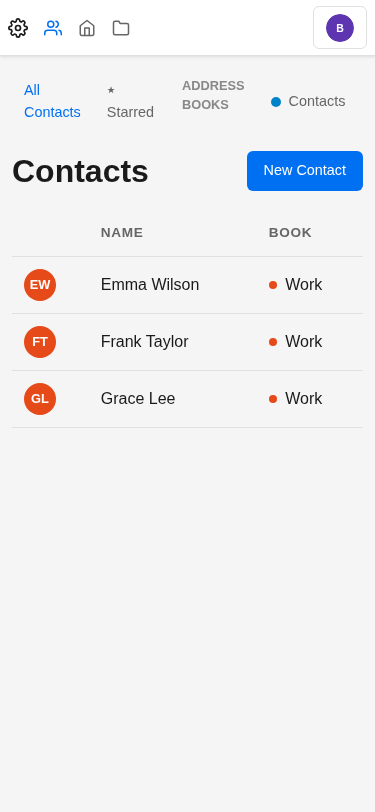 B
All
Contacts
★
Starred
ADDRESS
BOOKS
Contacts
Contacts
New Contact
NAME
BOOK
EW
Emma Wilson
Work
FT
Frank Taylor
Work
GL
Grace Lee
Work